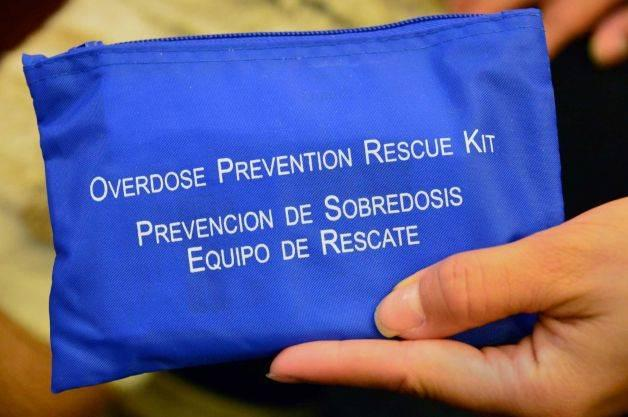 OVERDOSE PREVENTION RESCUE KIT
PREVENCION DE SOBREDOSIS
EQUIPO DE RESCATE